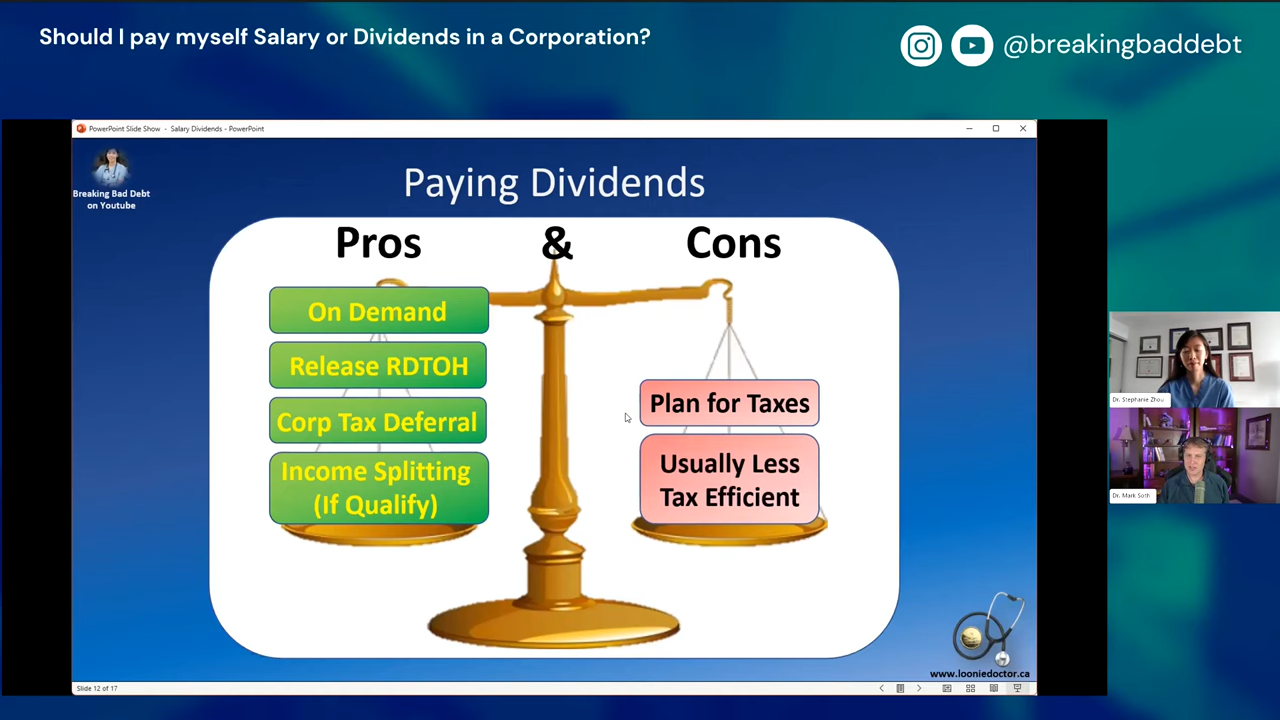 Should I pay myself Salary or Dividends in a Corporation?
@breakingbaddebt
PowerPoint Slide Show - Salary Dividends - PowerPoint
Breaking Bad Debt
on Youtube
Paying Dividends
Pros & Cons
On Demand
Release RDTOH
Corp Tax Deferral
Income Splitting
(If Qualify)
Plan for Taxes
Usually Less
Tax Efficient
www.looniedoctor.ca
Slide 12 of 17
Dr. Stephanie Zhou
Dr. Mark Soth